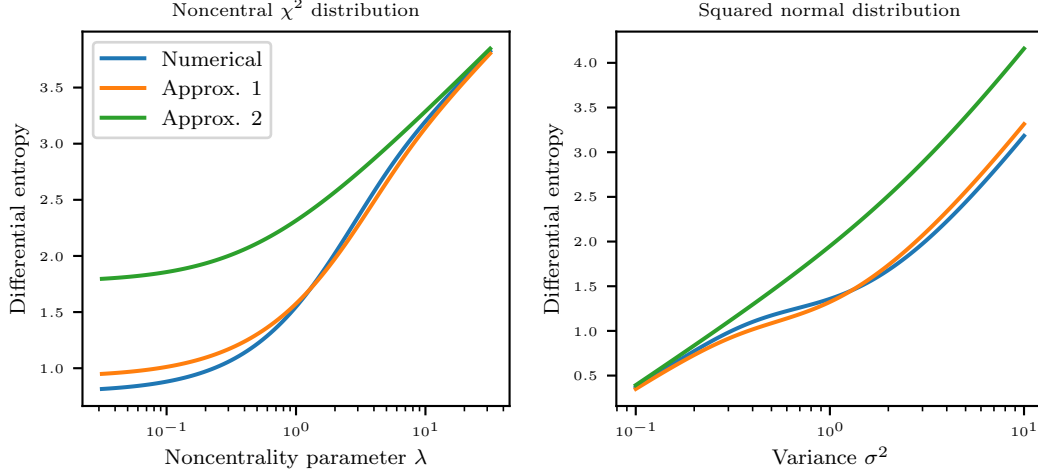 Noncentral χ² distribution
Differential entropy
3.5
3.0
2.5
2.0
1.5
1.0
Numerical
Approx. 1
Approx. 2
10⁻¹
10⁰
10¹
Noncentrality parameter λ
Squared normal distribution
Differential entropy
4.0
3.5
3.0
2.5
2.0
1.5
1.0
0.5
10⁻¹
10⁰
10¹
Variance σ²